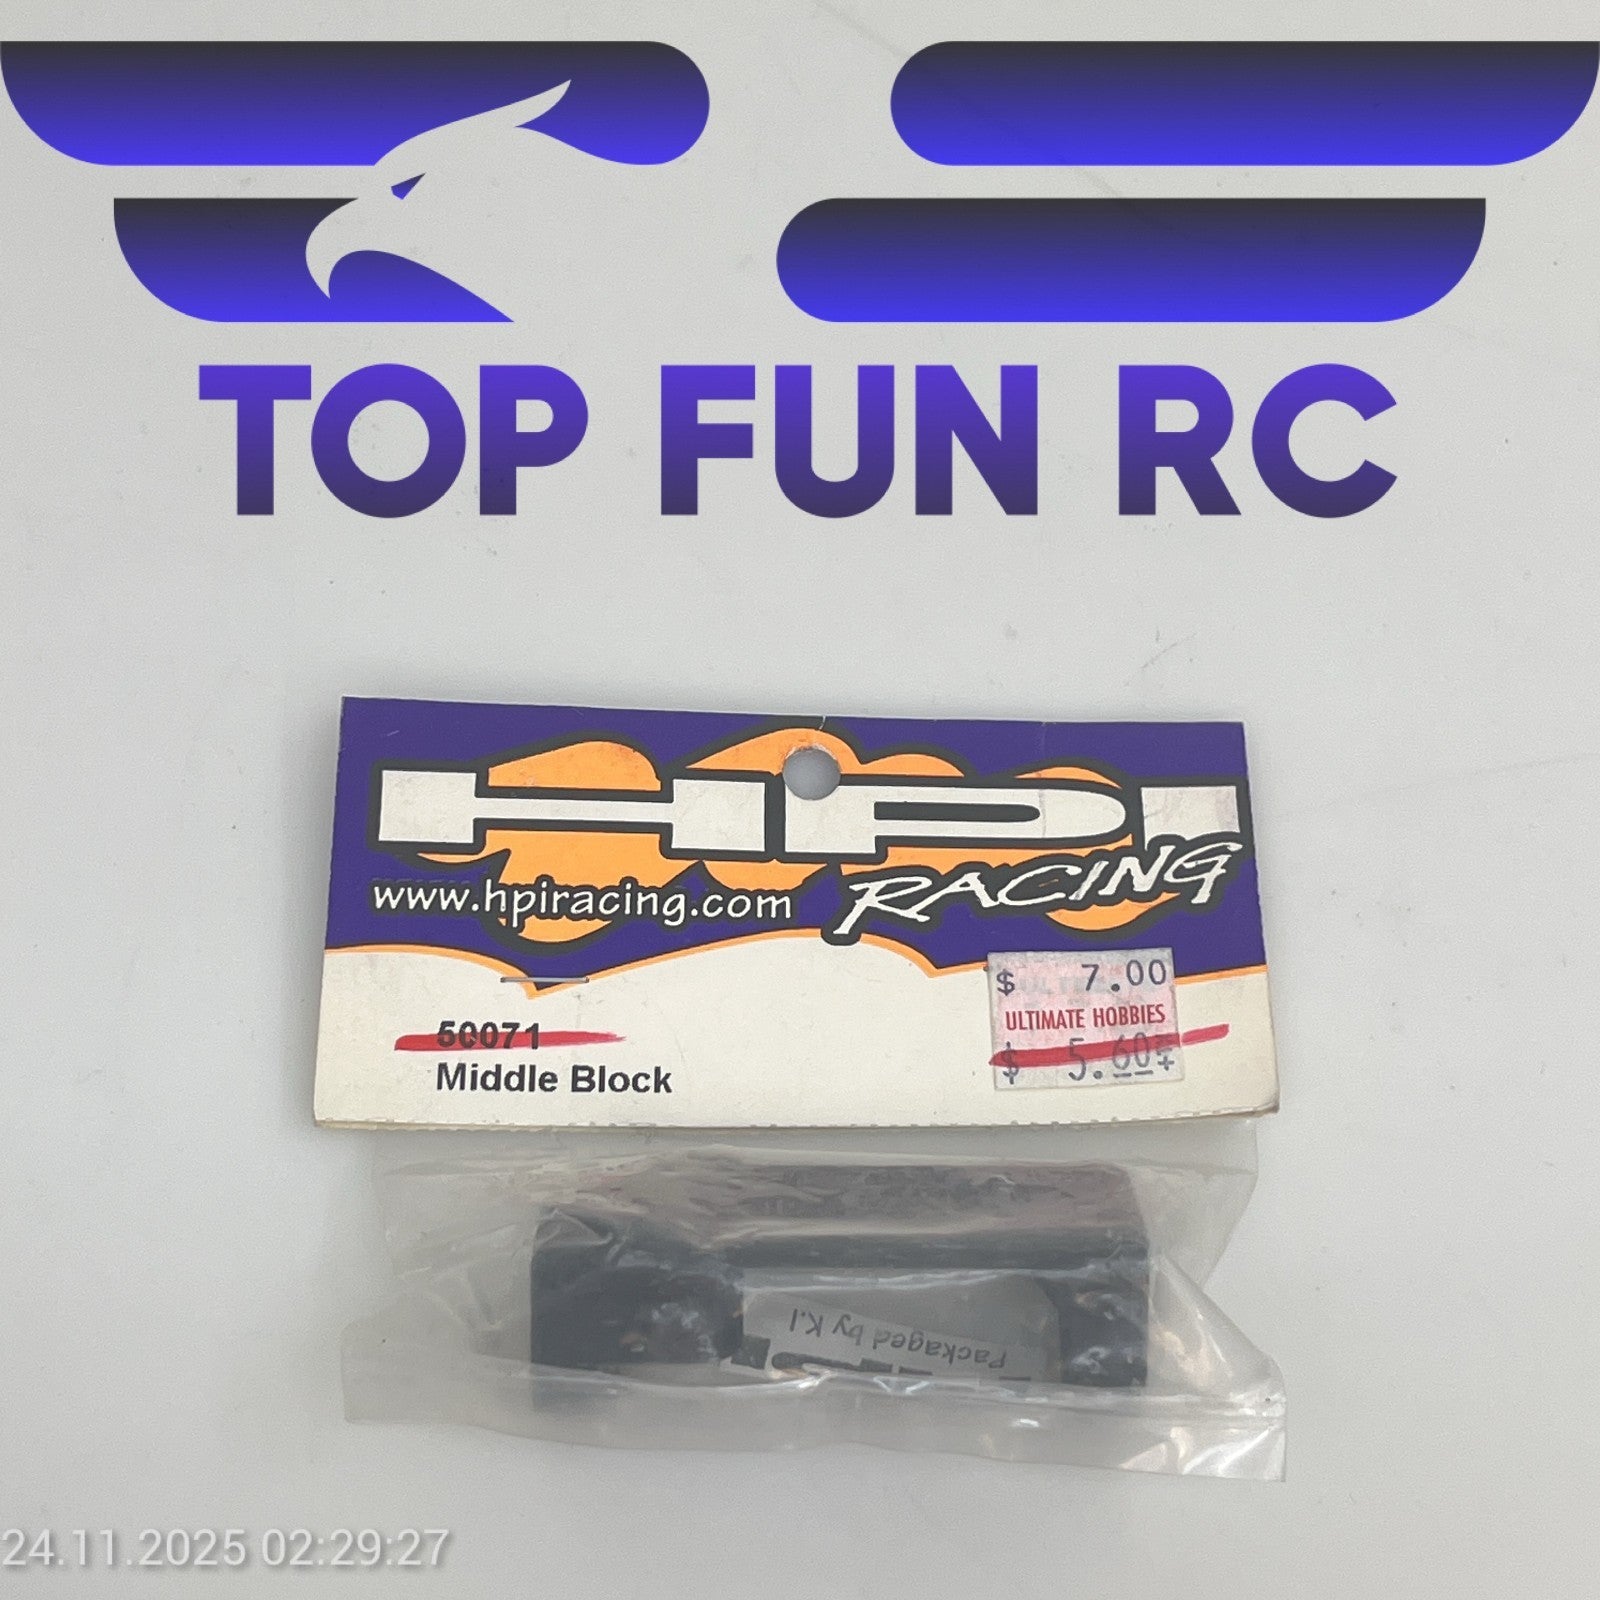 TOP FUN RC
HPI
RACING
www.hpiracing.com
$ 7.00
ULTIMATE HOBBIES
$ 5.60
50071
Middle Block
Packaged by K.I
24.11.2025 02:29:27